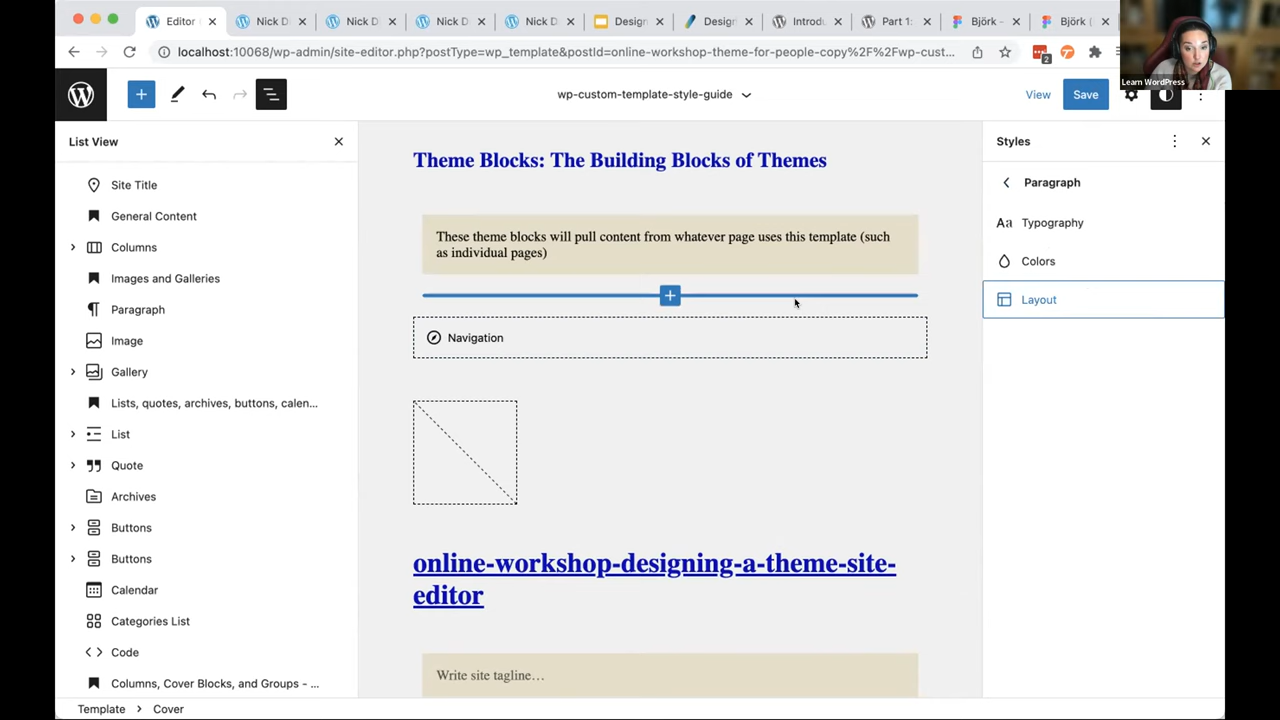 Editor
Nick D
Nick D
Nick D
Nick D
Design
Design
Introdu
Part 1:
Björk -
Björk (
localhost:10068/wp-admin/site-editor.php?postType=wp_template&postId=online-workshop-theme-for-people-copy%2F%2Fwp-cust...
2
Learn WordPress
wp-custom-template-style-guide
View
Save
List View
Site Title
General Content
Columns
Images and Galleries
Paragraph
Image
Gallery
Lists, quotes, archives, buttons, calen...
List
Quote
Archives
Buttons
Buttons
Calendar
Categories List
Code
Columns, Cover Blocks, and Groups - ...
Theme Blocks: The Building Blocks of Themes
These theme blocks will pull content from whatever page uses this template (such
as individual pages)
Navigation
online-workshop-designing-a-theme-site-
editor
Write site tagline…
Styles
Paragraph
Aa Typography
Colors
Layout
Template > Cover